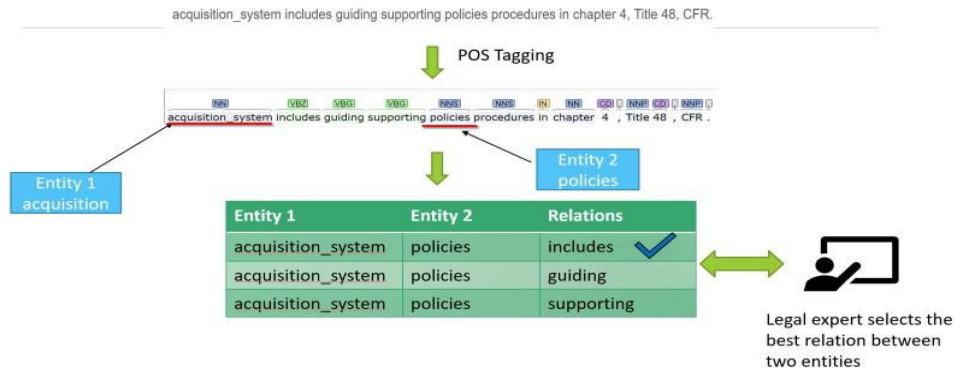 acquisition_system includes guiding supporting policies procedures in chapter 4, Title 48, CFR.
POS Tagging
NN VBZ VBG VBG NNS NNS IN NN CD , NNP CD , NNP .
acquisition_system includes guiding supporting policies procedures in chapter 4 , Title 48 , CFR .
Entity 1
acquisition
Entity 2
policies
Entity 1 Entity 2 Relations
acquisition_system policies includes
acquisition_system policies guiding
acquisition_system policies supporting
Legal expert selects the
best relation between
two entities